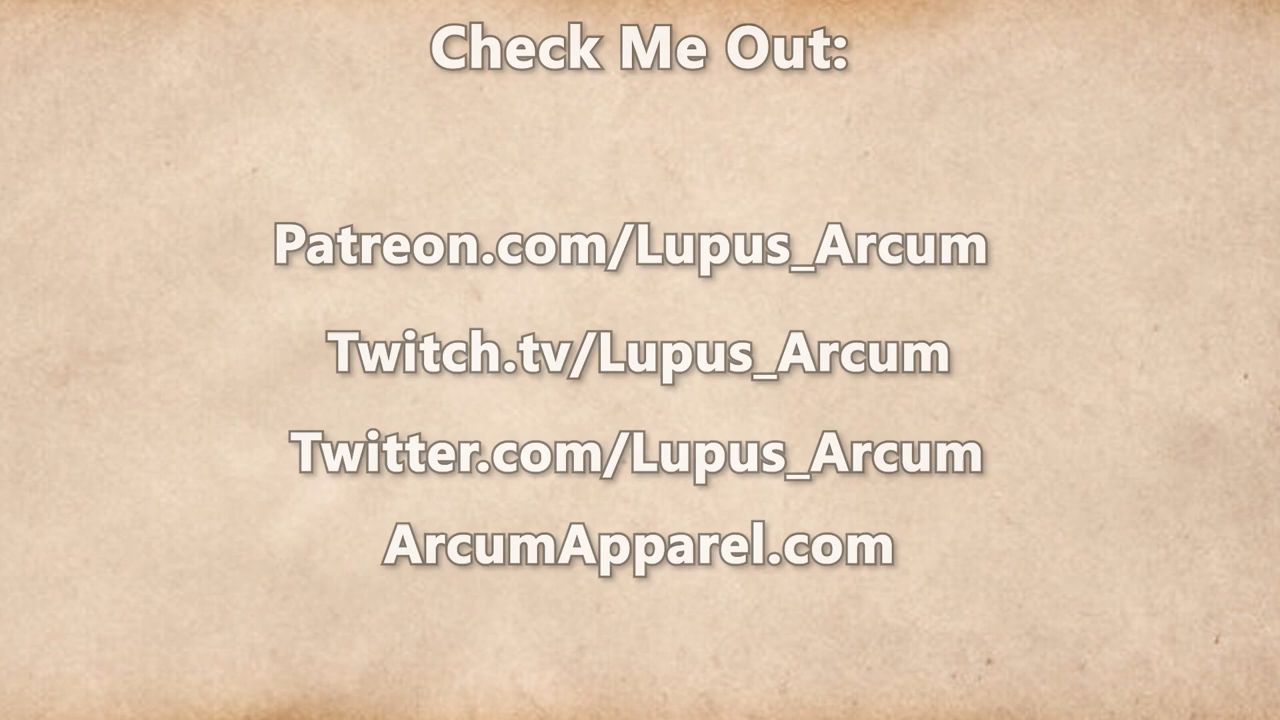 Check Me Out:
Patreon.com/Lupus_Arcum
Twitch.tv/Lupus_Arcum
Twitter.com/Lupus_Arcum
ArcumApparel.com